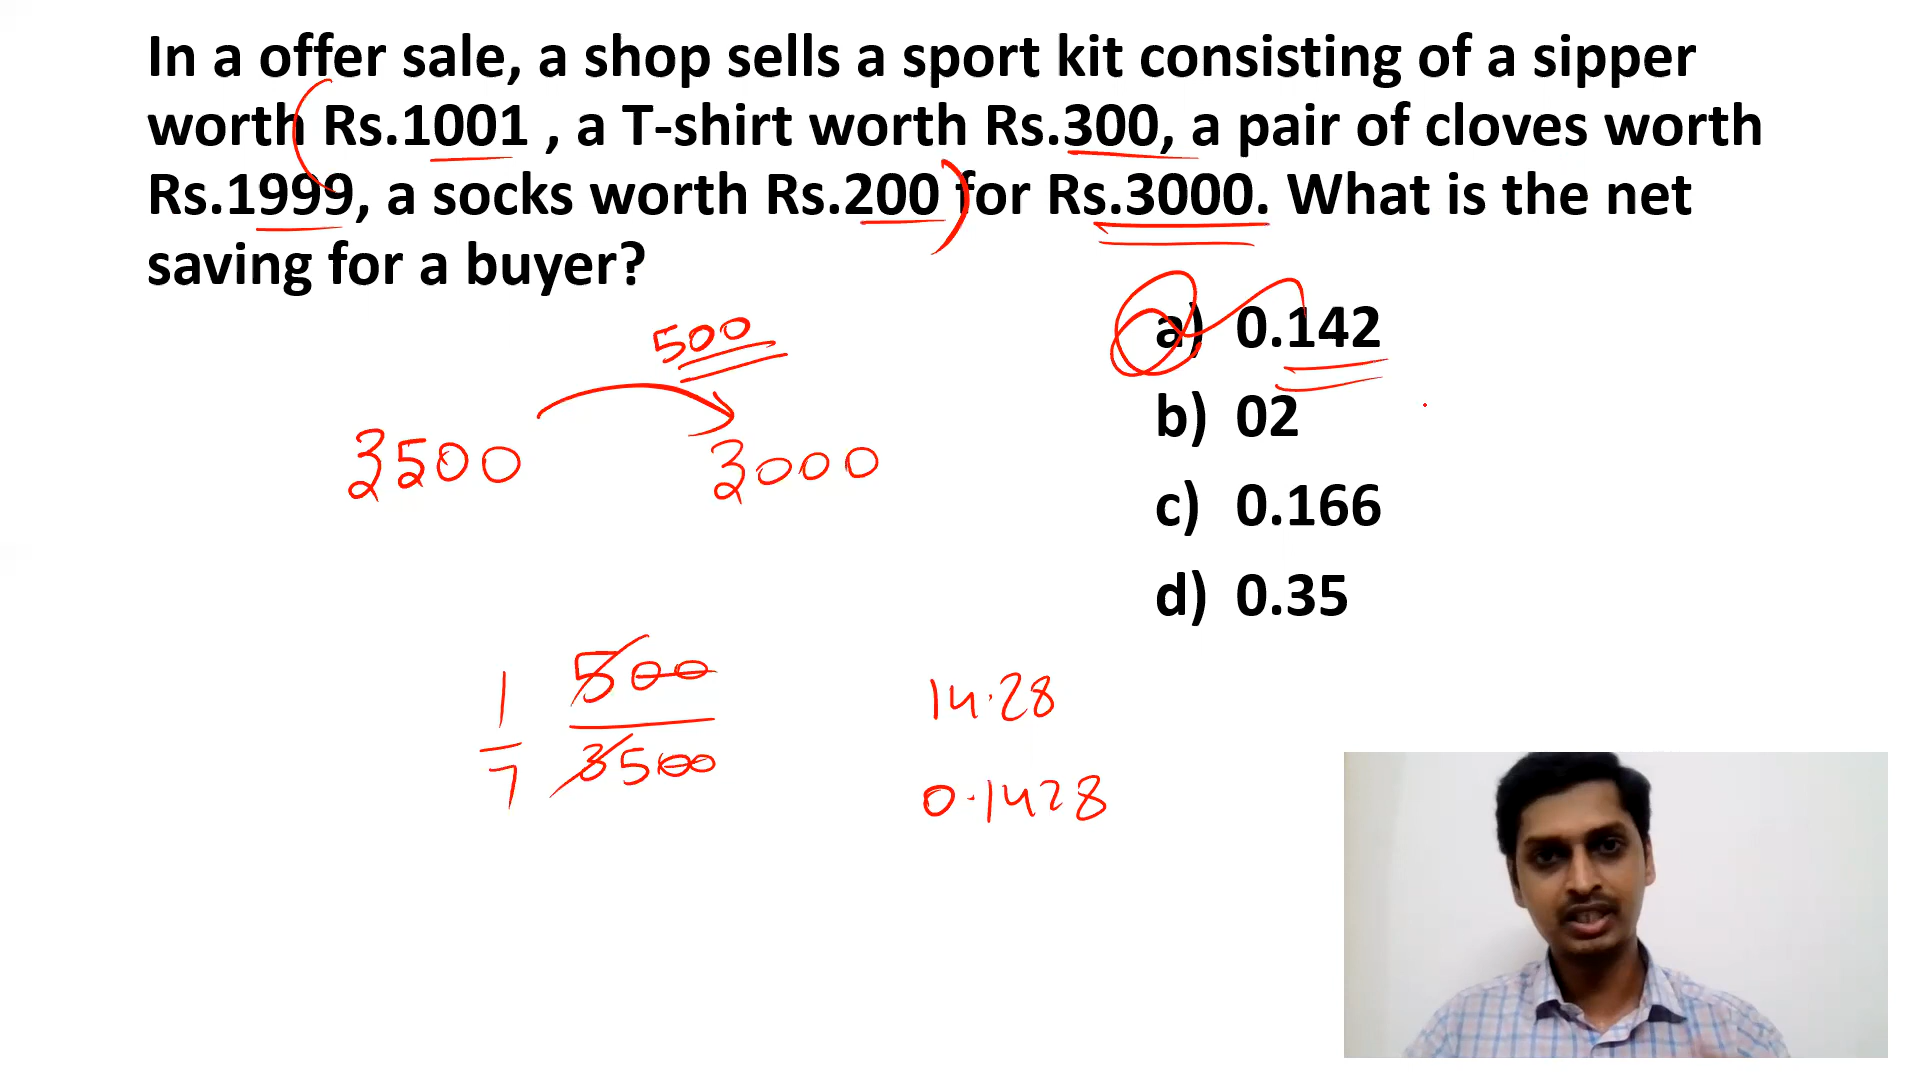 In a offer sale, a shop sells a sport kit consisting of a sipper
worth Rs.1001 , a T-shirt worth Rs.300, a pair of cloves worth
Rs.1999, a socks worth Rs.200 for Rs.3000. What is the net
saving for a buyer?
a) 0.142
b) 02
c) 0.166
d) 0.35
500
3500 3000
1 500
7 3500
14.28
0.1428